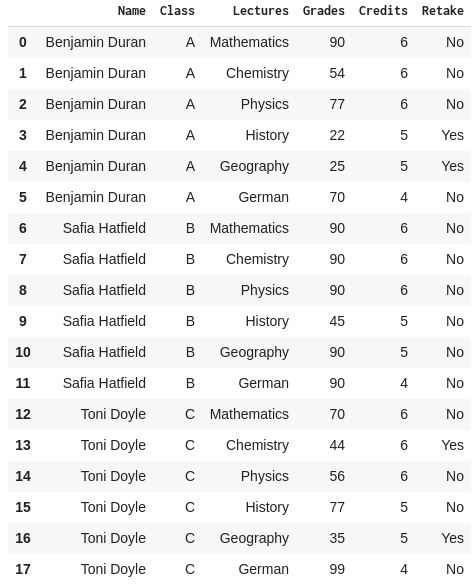 Name Class Lectures Grades Credits Retake
0 Benjamin Duran A Mathematics 90 6 No
1 Benjamin Duran A Chemistry 54 6 No
2 Benjamin Duran A Physics 77 6 No
3 Benjamin Duran A History 22 5 Yes
4 Benjamin Duran A Geography 25 5 Yes
5 Benjamin Duran A German 70 4 No
6 Safia Hatfield B Mathematics 90 6 No
7 Safia Hatfield B Chemistry 90 6 No
8 Safia Hatfield B Physics 90 6 No
9 Safia Hatfield B History 45 5 No
10 Safia Hatfield B Geography 90 5 No
11 Safia Hatfield B German 90 4 No
12 Toni Doyle C Mathematics 70 6 No
13 Toni Doyle C Chemistry 44 6 Yes
14 Toni Doyle C Physics 56 6 No
15 Toni Doyle C History 77 5 No
16 Toni Doyle C Geography 35 5 Yes
17 Toni Doyle C German 99 4 No